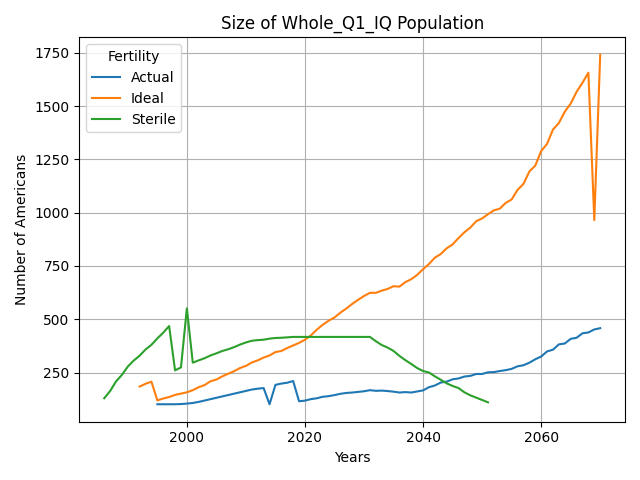 Size of Whole_Q1_IQ Population
Number of Americans
1750
1500
1250
1000
750
500
250
Fertility
Actual
Ideal
Sterile
2000
2020
2040
2060
Years